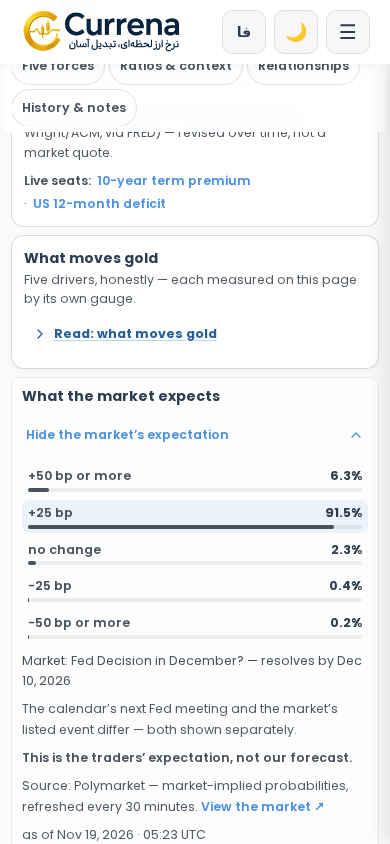 Currena
نرخ لحظه‌ای، تبدیل آسان
فا
Five forces
Ratios & context
Relationships
History & notes
Wright/ACM, via FRED) — revised over time, not a
market quote.
Live seats: 10-year term premium
· US 12-month deficit
What moves gold
Five drivers, honestly — each measured on this page
by its own gauge.
Read: what moves gold
What the market expects
Hide the market’s expectation
+50 bp or more 6.3%
+25 bp 91.5%
no change 2.3%
-25 bp 0.4%
-50 bp or more 0.2%
Market: Fed Decision in December? — resolves by Dec
10, 2026
The calendar’s next Fed meeting and the market’s
listed event differ — both shown separately.
This is the traders’ expectation, not our forecast.
Source: Polymarket — market-implied probabilities,
refreshed every 30 minutes. View the market ↗
as of Nov 19, 2026 · 05:23 UTC